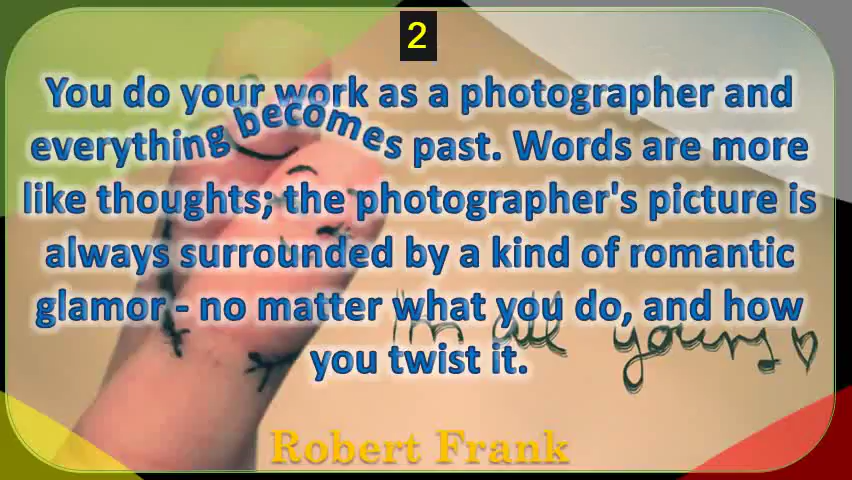 2
You do your work as a photographer and
everything becomes past. Words are more
like thoughts; the photographer's picture is
always surrounded by a kind of romantic
glamor - no matter what you do, and how
you twist it.
I'm all yours
Robert Frank